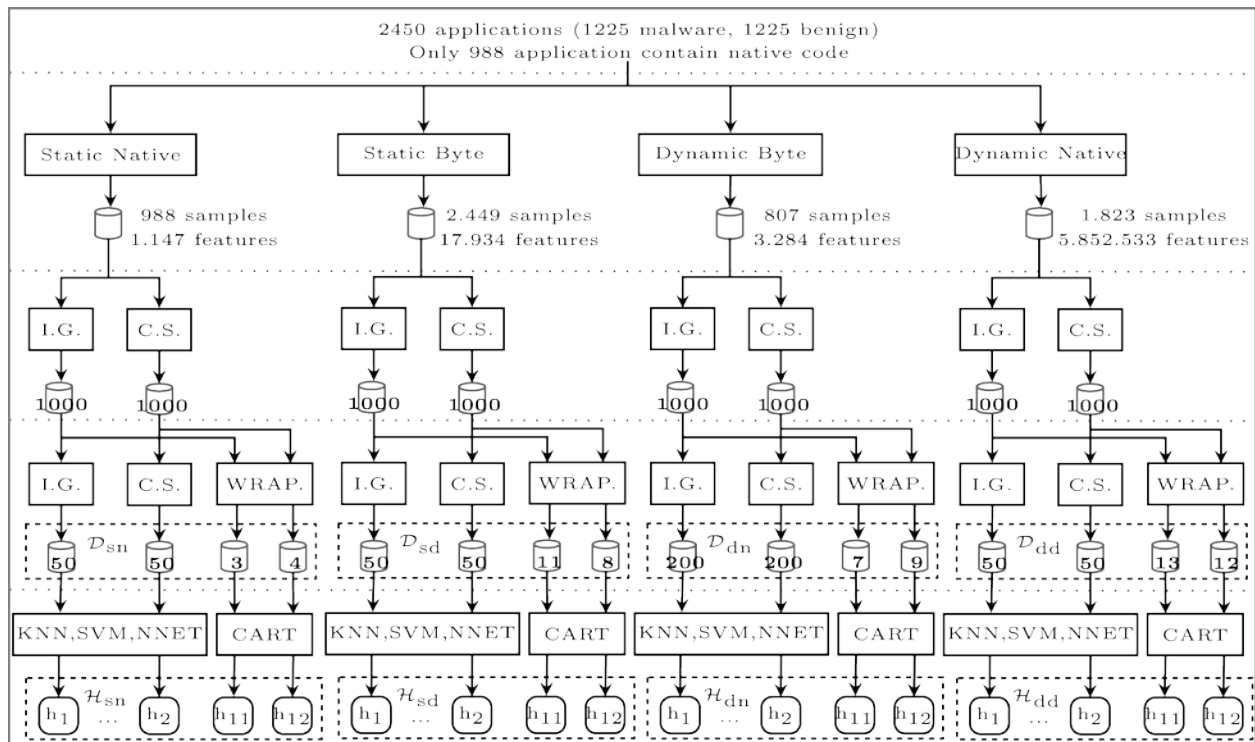 2450 applications (1225 malware, 1225 benign)
Only 988 application contain native code
Static Native Static Byte Dynamic Byte Dynamic Native
988 samples 2.449 samples 807 samples 1.823 samples
1.147 features 17.934 features 3.284 features 5.852.533 features
I.G. C.S. I.G. C.S. I.G. C.S. I.G. C.S.
1000 1000 1000 1000 1000 1000 1000 1000
I.G. C.S. WRAP. I.G. C.S. WRAP. I.G. C.S. WRAP. I.G. C.S. WRAP.
𝒟sn 𝒟sd 𝒟dn 𝒟dd
50 50 3 4 50 50 11 8 200 200 7 9 50 50 13 12
KNN,SVM,NNET CART KNN,SVM,NNET CART KNN,SVM,NNET CART KNN,SVM,NNET CART
ℋsn ℋsd ℋdn ℋdd
h1 ... h2 h11 h12 h1 ... h2 h11 h12 h1 ... h2 h11 h12 h1 ... h2 h11 h12